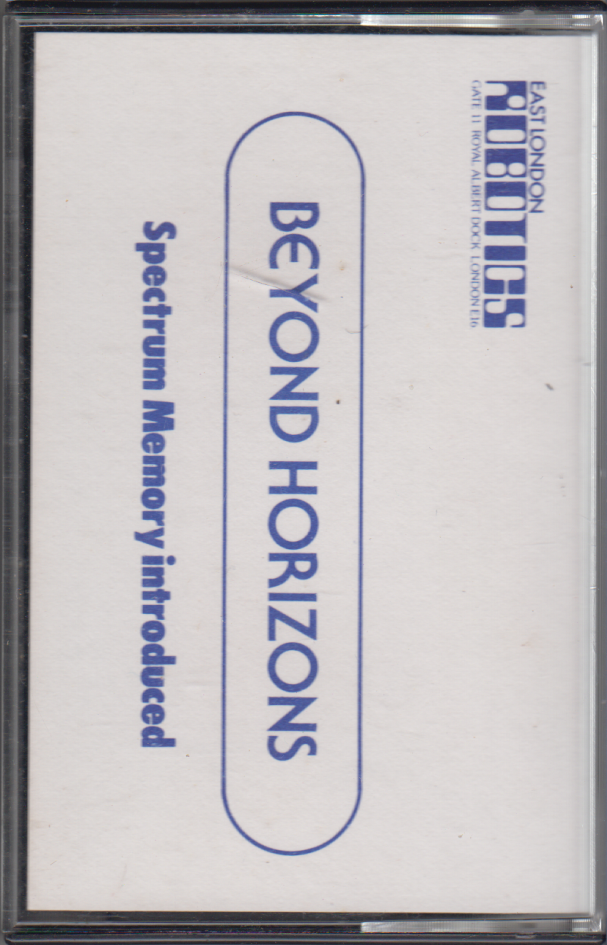 EAST LONDON
ROBOTICS
GATE 11 ROYAL ALBERT DOCK LONDON E16
BEYOND HORIZONS
Spectrum Memory introduced